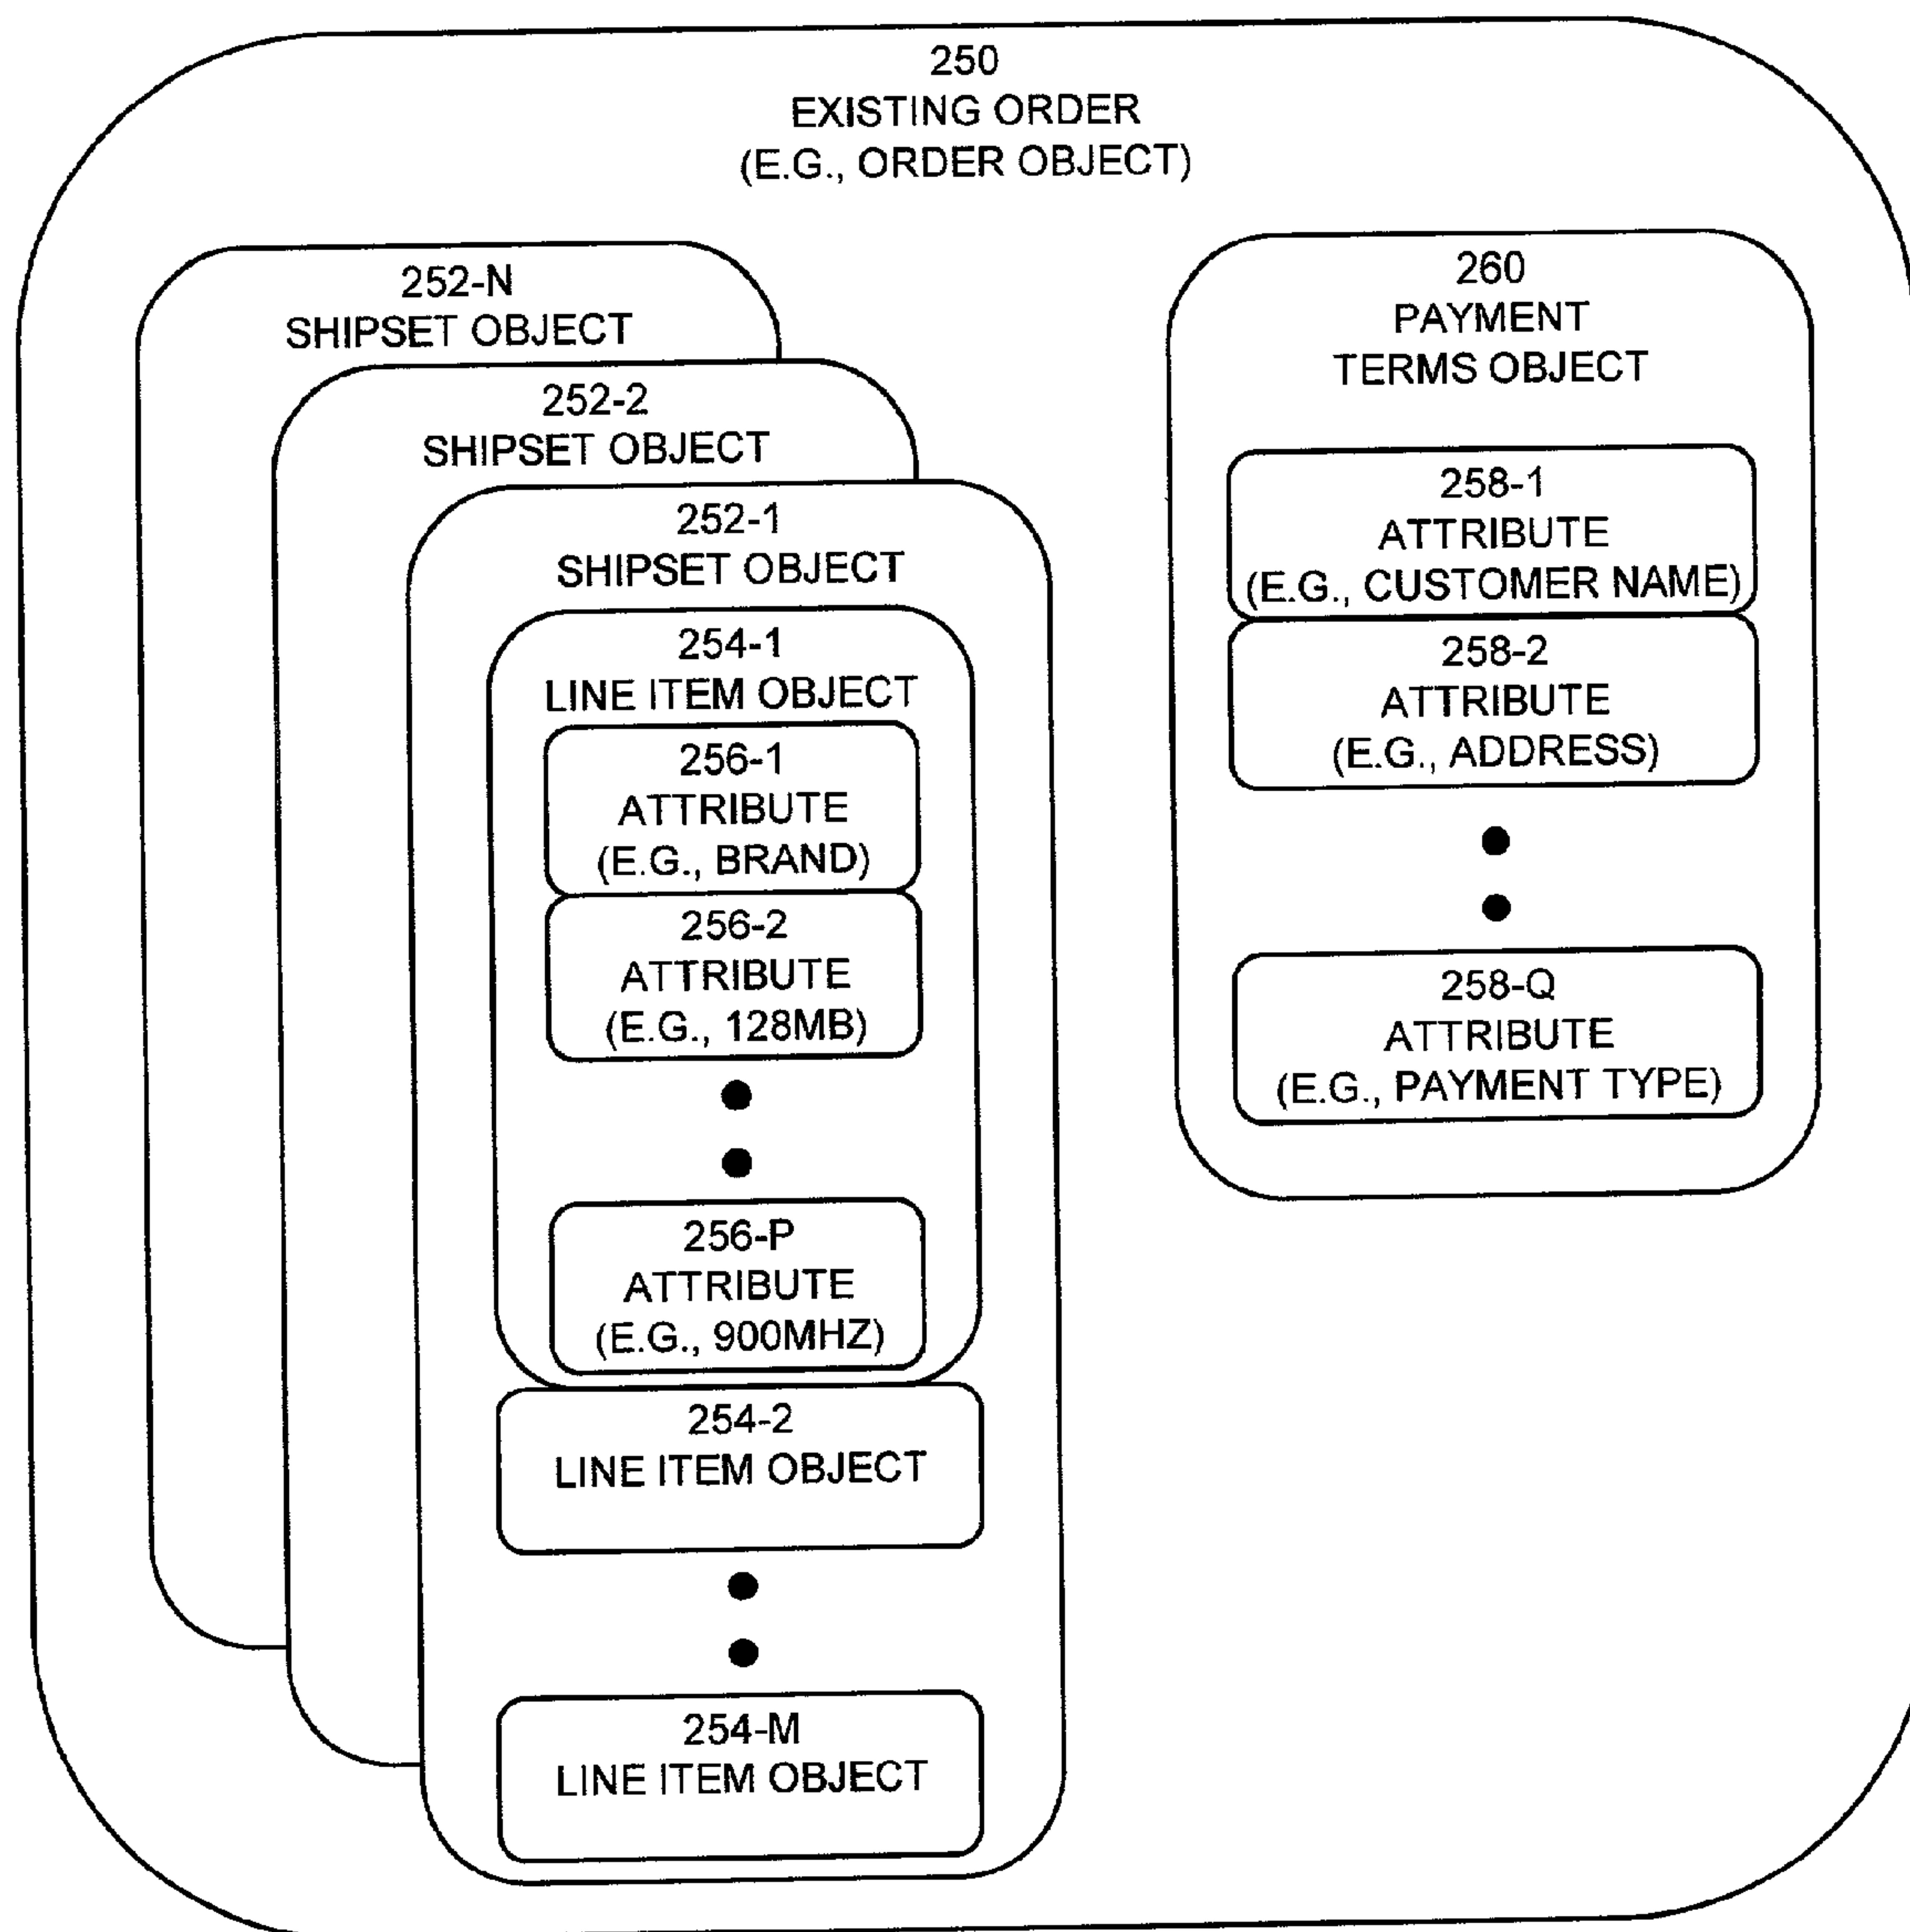 250
EXISTING ORDER
(E.G., ORDER OBJECT)
252-N
SHIPSET OBJECT
252-2
SHIPSET OBJECT
252-1
SHIPSET OBJECT
254-1
LINE ITEM OBJECT
256-1
ATTRIBUTE
(E.G., BRAND)
256-2
ATTRIBUTE
(E.G., 128MB)
256-P
ATTRIBUTE
(E.G., 900MHZ)
254-2
LINE ITEM OBJECT
254-M
LINE ITEM OBJECT
260
PAYMENT
TERMS OBJECT
258-1
ATTRIBUTE
(E.G., CUSTOMER NAME)
258-2
ATTRIBUTE
(E.G., ADDRESS)
258-Q
ATTRIBUTE
(E.G., PAYMENT TYPE)